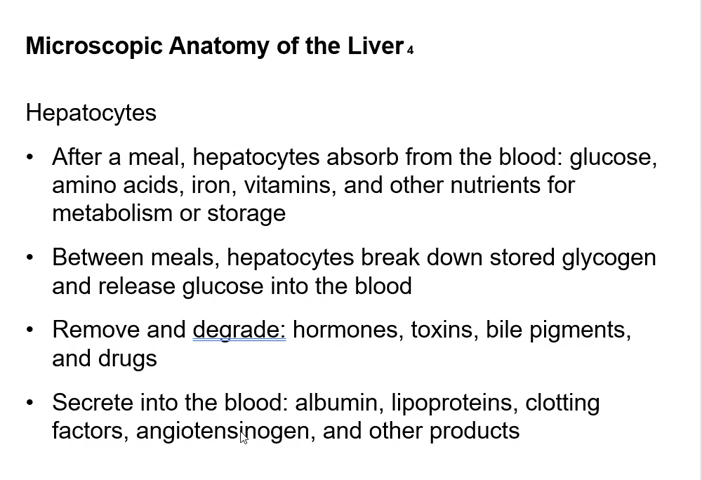 Microscopic Anatomy of the Liver 4
Hepatocytes
• After a meal, hepatocytes absorb from the blood: glucose,
amino acids, iron, vitamins, and other nutrients for
metabolism or storage
• Between meals, hepatocytes break down stored glycogen
and release glucose into the blood
• Remove and degrade: hormones, toxins, bile pigments,
and drugs
• Secrete into the blood: albumin, lipoproteins, clotting
factors, angiotensinogen, and other products